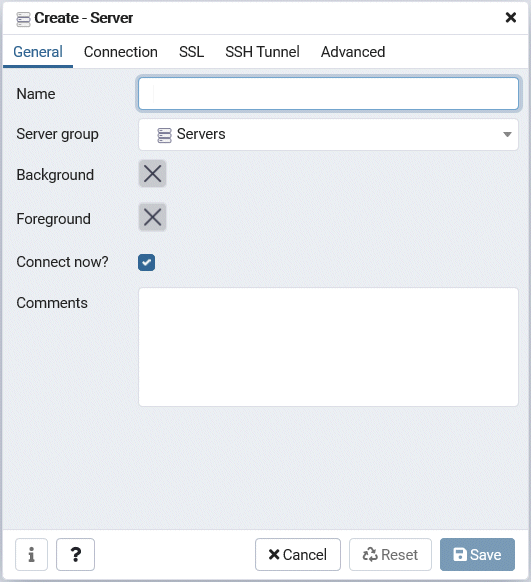 Create - Server
General Connection SSL SSH Tunnel Advanced
Name
Server group Servers
Background
Foreground
Connect now?
Comments
i ? Cancel Reset Save